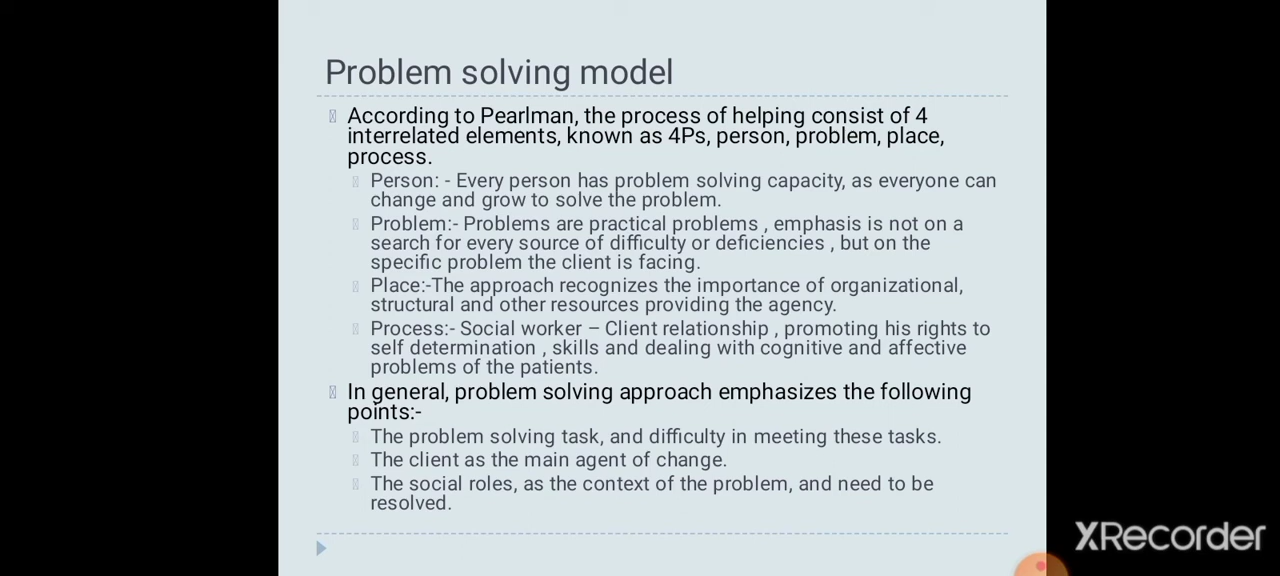 Problem solving model
According to Pearlman, the process of helping consist of 4
interrelated elements, known as 4Ps, person, problem, place,
process.
Person: - Every person has problem solving capacity, as everyone can
change and grow to solve the problem.
Problem:- Problems are practical problems , emphasis is not on a
search for every source of difficulty or deficiencies , but on the
specific problem the client is facing.
Place:-The approach recognizes the importance of organizational,
structural and other resources providing the agency.
Process:- Social worker – Client relationship , promoting his rights to
self determination , skills and dealing with cognitive and affective
problems of the patients.
In general, problem solving approach emphasizes the following
points:-
The problem solving task, and difficulty in meeting these tasks.
The client as the main agent of change.
The social roles, as the context of the problem, and need to be
resolved.
XRecorder